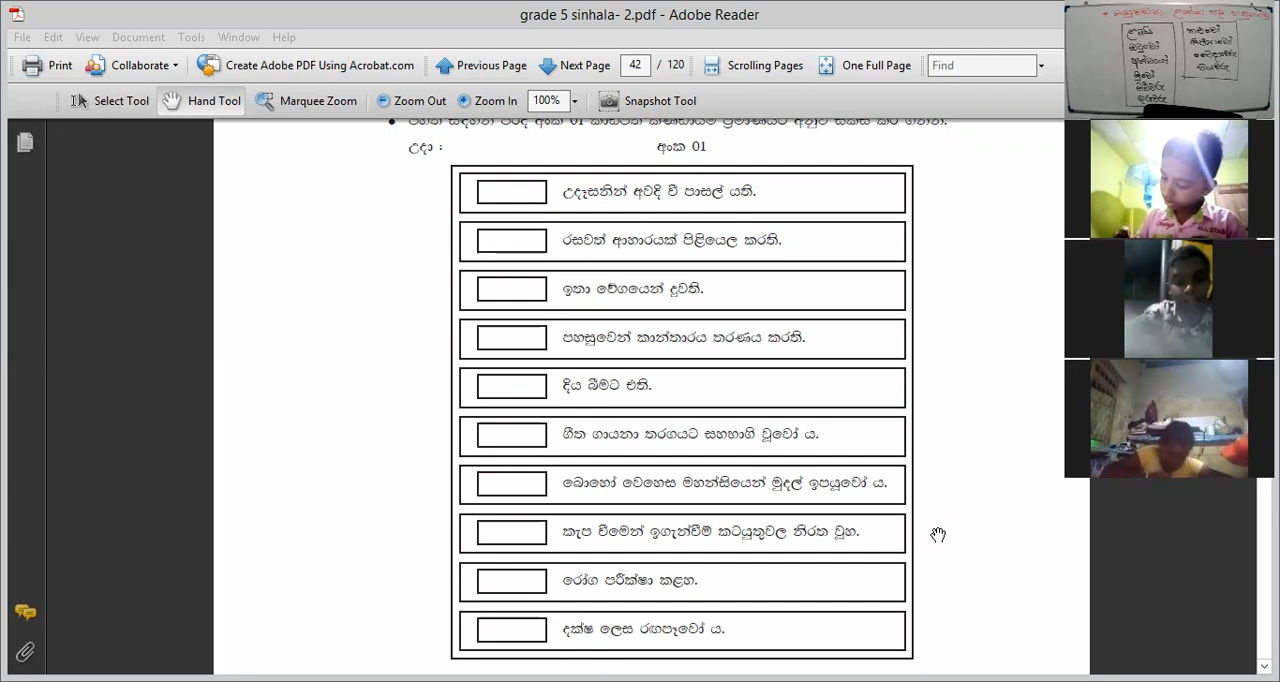 grade 5 sinhala- 2.pdf - Adobe Reader
File Edit View Document Tools Window Help
Print Collaborate Create Adobe PDF Using Acrobat.com Previous Next Page 42 / 120 Scrolling Pages One Full Page Find
Select Tool Hand Tool Marquee Zoom Zoom Out Zoom In 100% Snapshot Tool
උදා : අංක 01
උදෑසනින් අවදි වී පාසල් යති.
රසවත් ආහාරයක් පිළියෙල කරති.
ඉතා වේගයෙන් දුවති.
පහසුවෙන් කාන්තාරය තරණය කරති.
දිය බීමට එති.
ගීත ගායනා තරගයට සහභාගි වූවෝ ය.
බොහෝ වෙහෙස මහන්සියෙන් මුදල් ඉපයූවෝ ය.
කැප වීමෙන් ඉගැන්වීම් කටයුතුවල නිරත වූහ.
රෝග පරීක්ෂා කළහ.
දක්ෂ ලෙස රඟපෑවෝ ය.